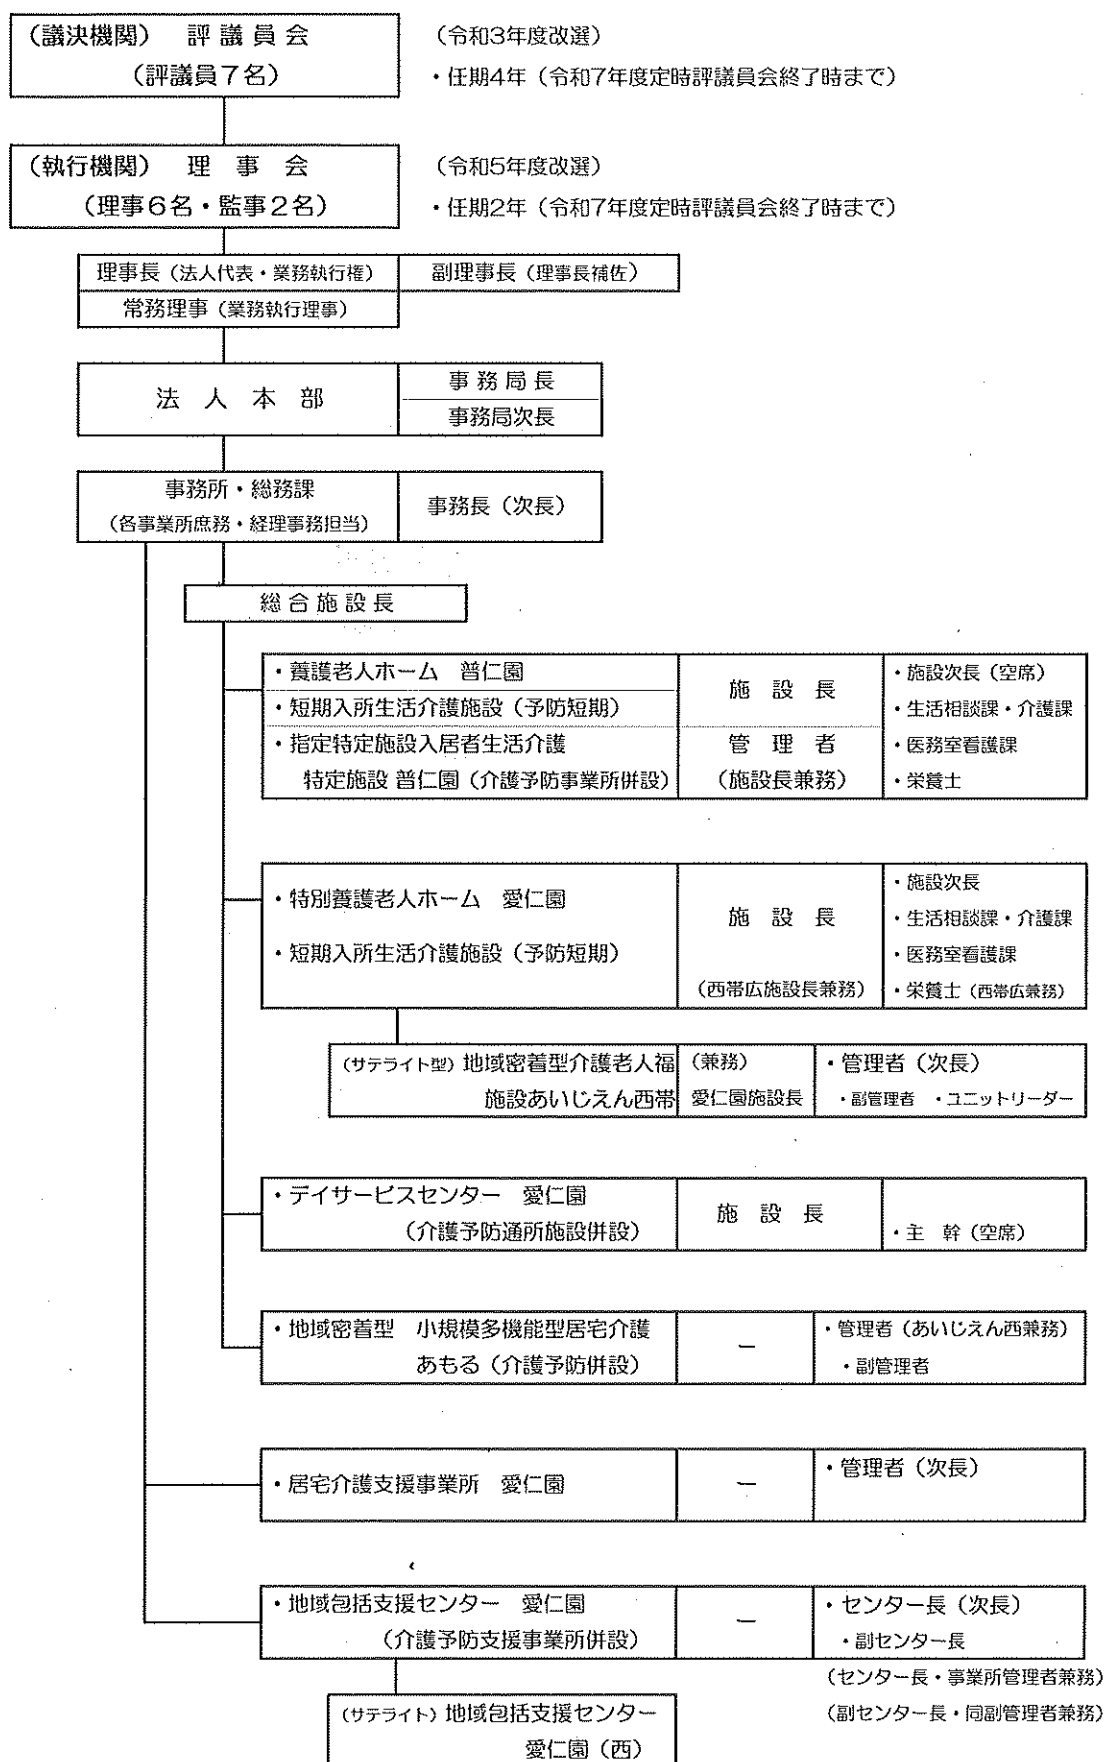 (議決機関) 評議員会
(評議員7名)
(令和3年度改選)
・任期4年(令和7年度定時評議員会終了時まで)
(執行機関) 理事会
(理事6名・監事2名)
(令和5年度改選)
・任期2年(令和7年度定時評議員会終了時まで)
理事長(法人代表・業務執行権)
副理事長(理事長補佐)
常務理事(業務執行理事)
法人本部
事務局長
事務局次長
事務所・総務課
(各事業所庶務・経理事務担当)
事務長(次長)
総合施設長
・養護老人ホーム 普仁園
・短期入所生活介護施設(予防短期)
・指定特定施設入居者生活介護
特定施設 普仁園(介護予防事業所併設)
施設長
管理者
(施設長兼務)
・施設次長(空席)
・生活相談課・介護課
・医務室看護課
・栄養士
・特別養護老人ホーム 愛仁園
・短期入所生活介護施設(予防短期)
施設長
(西帯広施設長兼務)
・施設次長
・生活相談課・介護課
・医務室看護課
・栄養士(西帯広兼務)
(サテライト型)地域密着型介護老人福
施設あいじえん西帯
(兼務)
愛仁園施設長
・管理者(次長)
・副管理者 ・ユニットリーダー
・デイサービスセンター 愛仁園
(介護予防通所施設併設)
施設長
・主 幹(空席)
・地域密着型 小規模多機能型居宅介護
あもる(介護予防併設)
ー
・管理者(あいじえん西兼務)
・副管理者
・居宅介護支援事業所 愛仁園
ー
・管理者(次長)
・地域包括支援センター 愛仁園
(介護予防支援事業所併設)
ー
・センター長(次長)
・副センター長
(センター長・事業所管理者兼務)
(副センター長・同副管理者兼務)
(サテライト)地域包括支援センター
愛仁園(西)